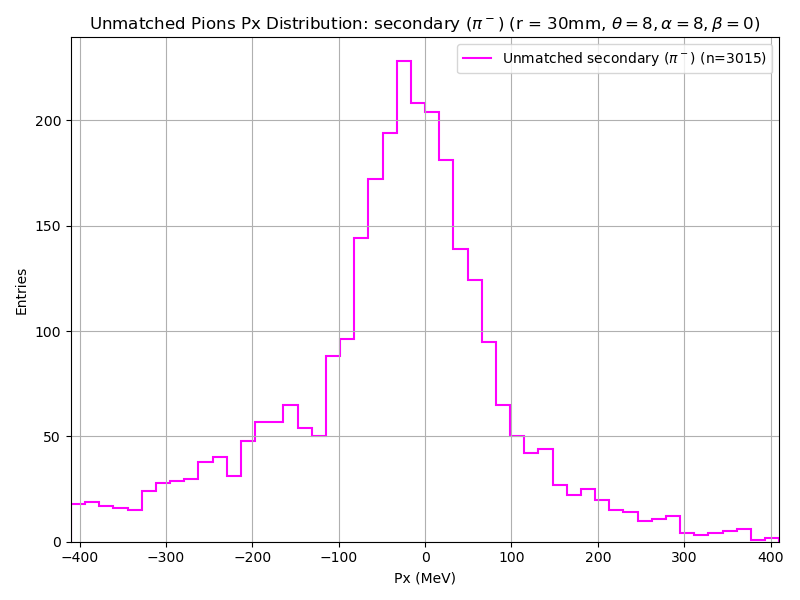 Unmatched Pions Px Distribution: secondary (π⁻) (r = 30mm, θ = 8, α = 8, β = 0)
Unmatched secondary (π⁻) (n=3015)
Entries
200
150
100
50
0
−400 −300 −200 −100 0 100 200 300 400
Px (MeV)